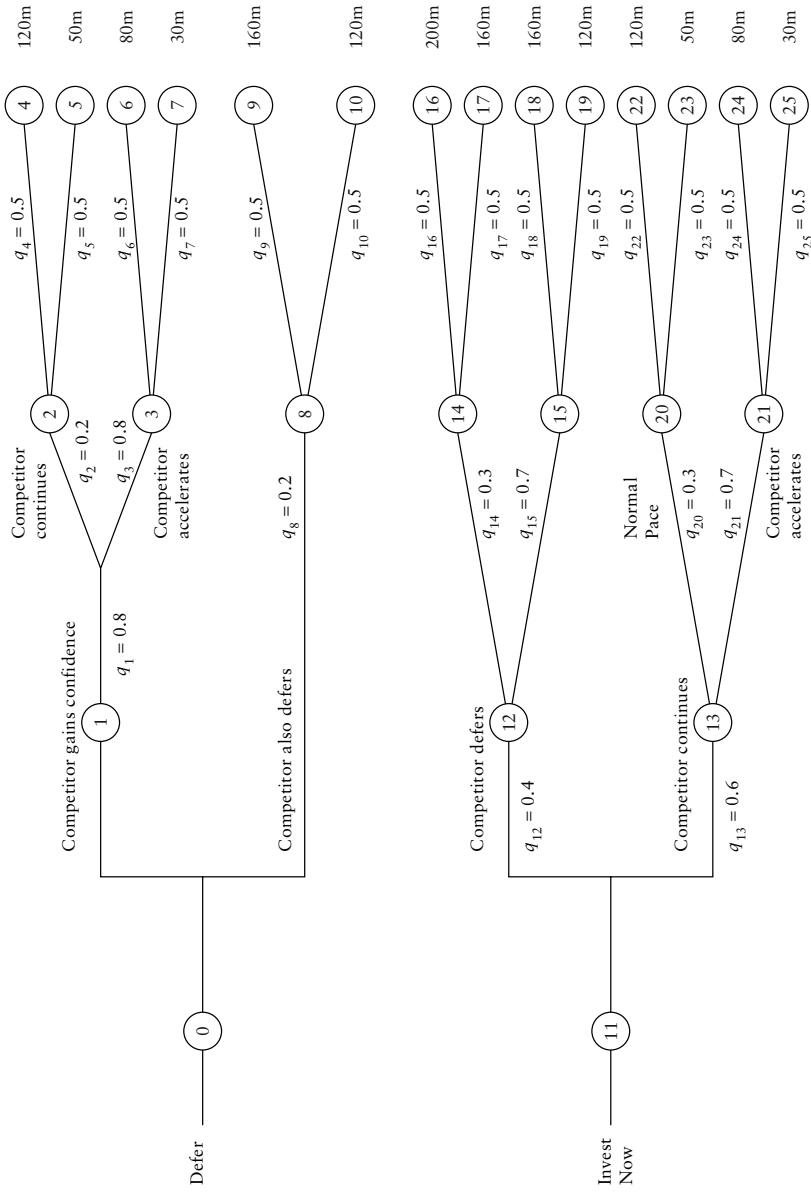 Defer
0
Competitor gains confidence
1
q1 = 0.8
Competitor
continues
2
q2 = 0.2
q3 = 0.8
3
Competitor
accelerates
q4 = 0.5
4
120m
q5 = 0.5
5
50m
q6 = 0.5
6
80m
q7 = 0.5
7
30m
Competitor also defers
q8 = 0.2
8
q9 = 0.5
9
160m
q10 = 0.5
10
120m
Invest
Now
11
Competitor defers
q12 = 0.4
12
q14 = 0.3
14
q15 = 0.7
15
q16 = 0.5
16
200m
q17 = 0.5
17
160m
q18 = 0.5
18
160m
q19 = 0.5
19
120m
Competitor continues
q13 = 0.6
13
Normal
Pace
q20 = 0.3
20
q21 = 0.7
21
Competitor
accelerates
q22 = 0.5
22
120m
q23 = 0.5
23
50m
q24 = 0.5
24
80m
q25 = 0.5
25
30m